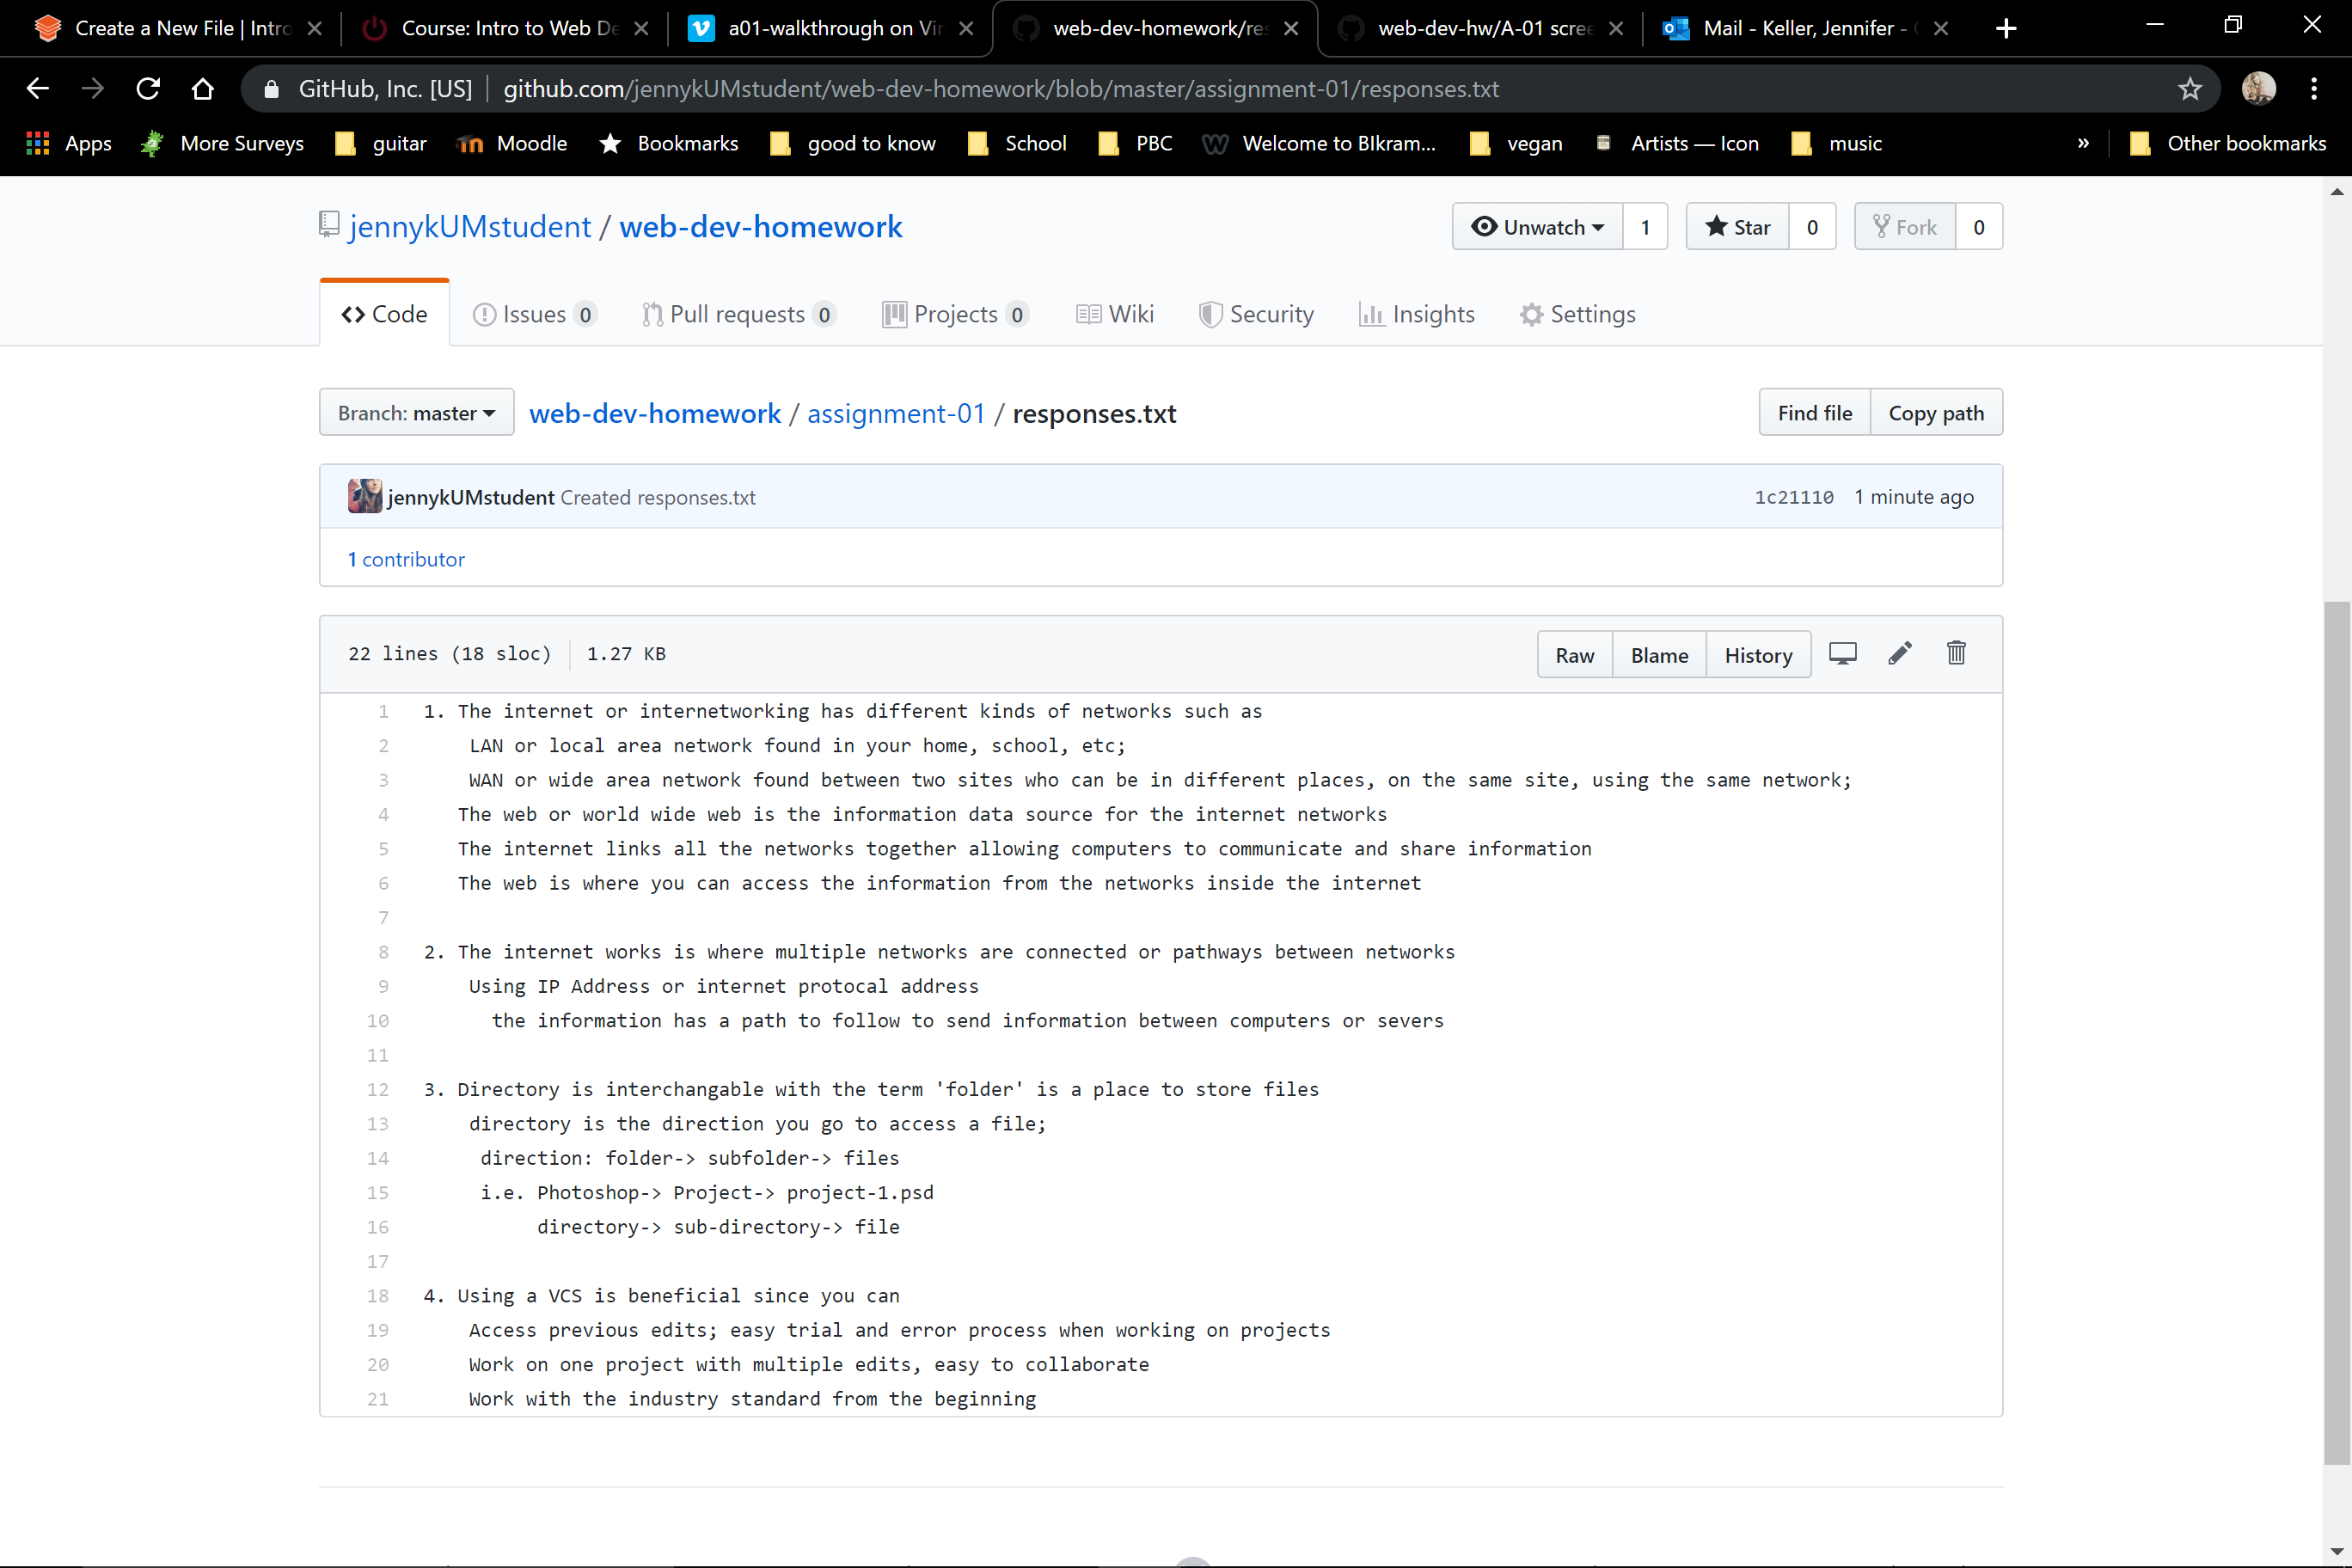 Create a New File | Intro
Course: Intro to Web De
a01-walkthrough on Vim
web-dev-homework/res
web-dev-hw/A-01 scree
Mail - Keller, Jennifer -
GitHub, Inc. [US] github.com/jennykUMstudent/web-dev-homework/blob/master/assignment-01/responses.txt
Apps More Surveys guitar Moodle Bookmarks good to know School PBC Welcome to BIkram... vegan Artists — Icon music » Other bookmarks
jennykUMstudent / web-dev-homework
Unwatch 1 Star 0 Fork 0
Code Issues 0 Pull requests 0 Projects 0 Wiki Security Insights Settings
Branch: master web-dev-homework / assignment-01 / responses.txt Find file Copy path
jennykUMstudent Created responses.txt 1c21110 1 minute ago
1 contributor
22 lines (18 sloc) 1.27 KB Raw Blame History
1 1. The internet or internetworking has different kinds of networks such as
2 LAN or local area network found in your home, school, etc;
3 WAN or wide area network found between two sites who can be in different places, on the same site, using the same network;
4 The web or world wide web is the information data source for the internet networks
5 The internet links all the networks together allowing computers to communicate and share information
6 The web is where you can access the information from the networks inside the internet
7
8 2. The internet works is where multiple networks are connected or pathways between networks
9 Using IP Address or internet protocal address
10 the information has a path to follow to send information between computers or severs
11
12 3. Directory is interchangable with the term 'folder' is a place to store files
13 directory is the direction you go to access a file;
14 direction: folder-> subfolder-> files
15 i.e. Photoshop-> Project-> project-1.psd
16 directory-> sub-directory-> file
17
18 4. Using a VCS is beneficial since you can
19 Access previous edits; easy trial and error process when working on projects
20 Work on one project with multiple edits, easy to collaborate
21 Work with the industry standard from the beginning